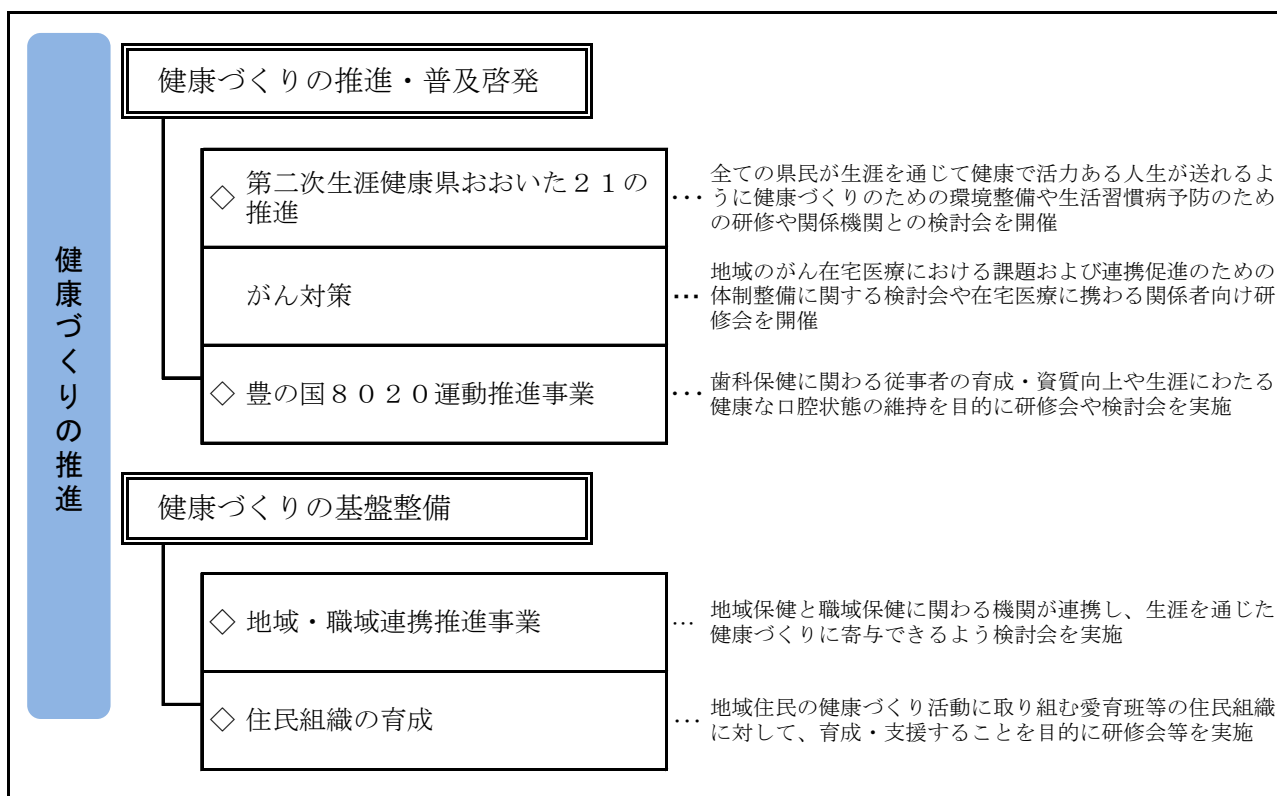 健康づくりの推進
健康づくりの推進・普及啓発
◇ 第二次生涯健康県おおいた２１の
推進
･･･ 全ての県民が生涯を通じて健康で活力ある人生が送れるよ
うに健康づくりのための環境整備や生活習慣病予防のため
の研修や関係機関との検討会を開催
がん対策
･･･ 地域のがん在宅医療における課題および連携促進のための
体制整備に関する検討会や在宅医療に携わる関係者向け研
修会を開催
◇ 豊の国８０２０運動推進事業
･･･ 歯科保健に関わる従事者の育成・資質向上や生涯にわたる
健康な口腔状態の維持を目的に研修会や検討会を実施
健康づくりの基盤整備
◇ 地域・職域連携推進事業
… 地域保健と職域保健に関わる機関が連携し、生涯を通じた
健康づくりに寄与できるよう検討会を実施
◇ 住民組織の育成
… 地域住民の健康づくり活動に取り組む愛育班等の住民組織
に対して、育成・支援することを目的に研修会等を実施